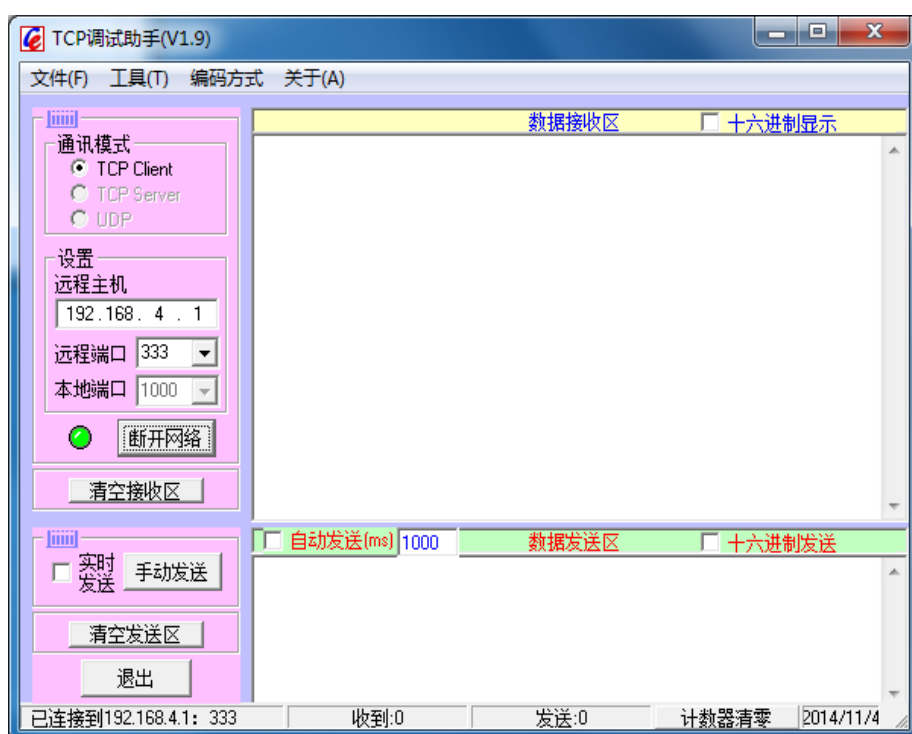 TCP调试助手(V1.9)
文件(F) 工具(T) 编码方式 关于(A)
通讯模式
TCP Client
TCP Server
UDP
设置
远程主机
192.168. 4 . 1
远程端口 333
本地端口 1000
断开网络
清空接收区
数据接收区 十六进制显示
自动发送(ms) 1000 数据发送区 十六进制发送
实时发送 手动发送
清空发送区
退出
已连接到192.168.4.1：333 收到:0 发送:0 计数器清零 2014/11/4